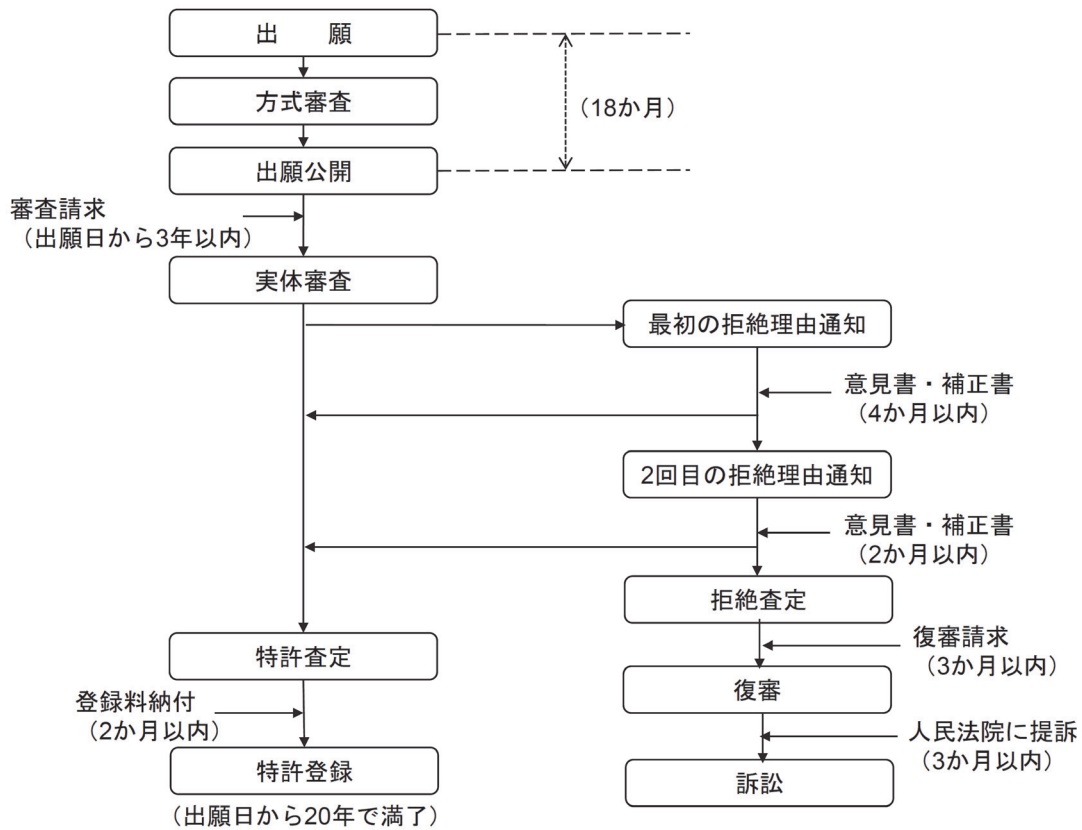 出　　願
方式審査
（18か月）
出願公開
審査請求
（出願日から3年以内）
実体審査
最初の拒絶理由通知
意見書・補正書
（4か月以内）
2回目の拒絶理由通知
意見書・補正書
（2か月以内）
拒絶査定
復審請求
（3か月以内）
特許査定
復審
登録料納付
（2か月以内）
人民法院に提訴
（3か月以内）
特許登録
訴訟
（出願日から20年で満了）